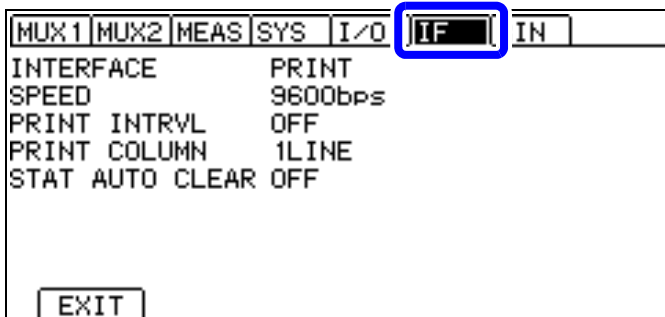 MUX1 MUX2 MEAS SYS I/O IF IN
INTERFACE PRINT
SPEED 9600bps
PRINT INTRVL OFF
PRINT COLUMN 1LINE
STAT AUTO CLEAR OFF
EXIT